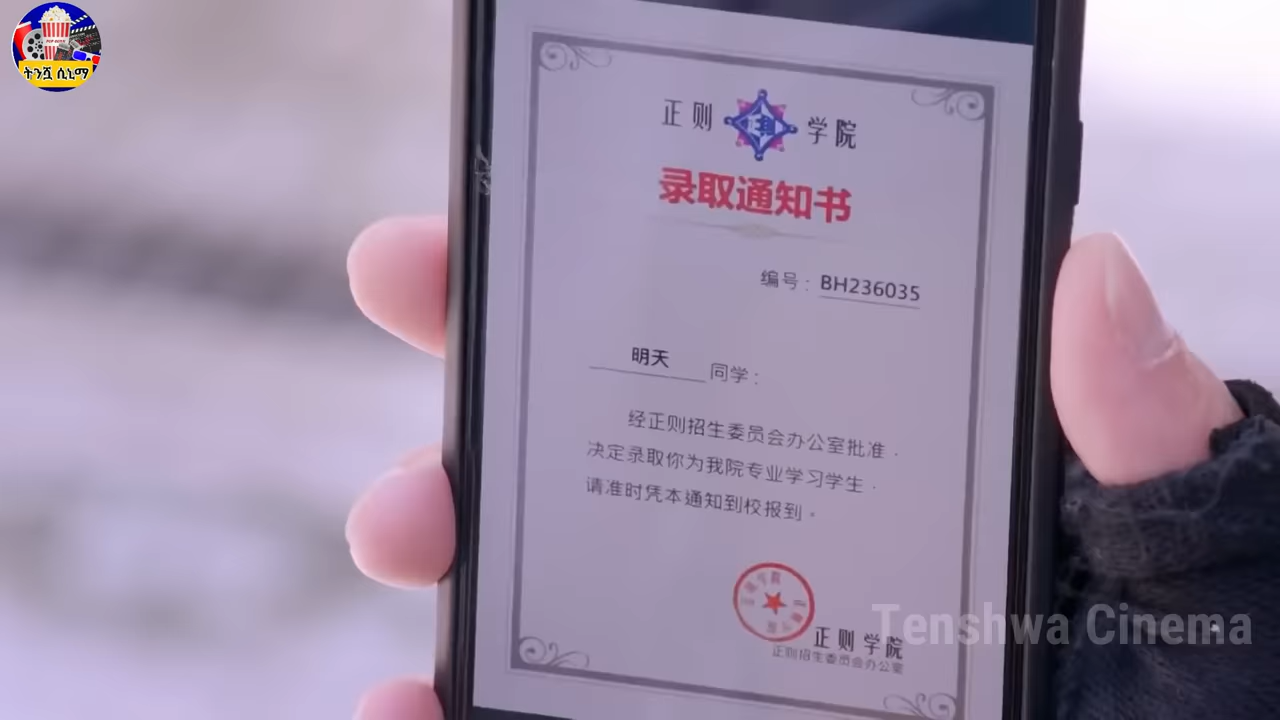 ትንሿ ሲኒማ
正则 学院
录取通知书
编号：BH236035
明天 同学：
经正则招生委员会办公室批准，
决定录取你为我院专业学习学生，
请准时凭本通知到校报到。
正则 学院
正则招生委员会办公室
Tenshwa Cinema